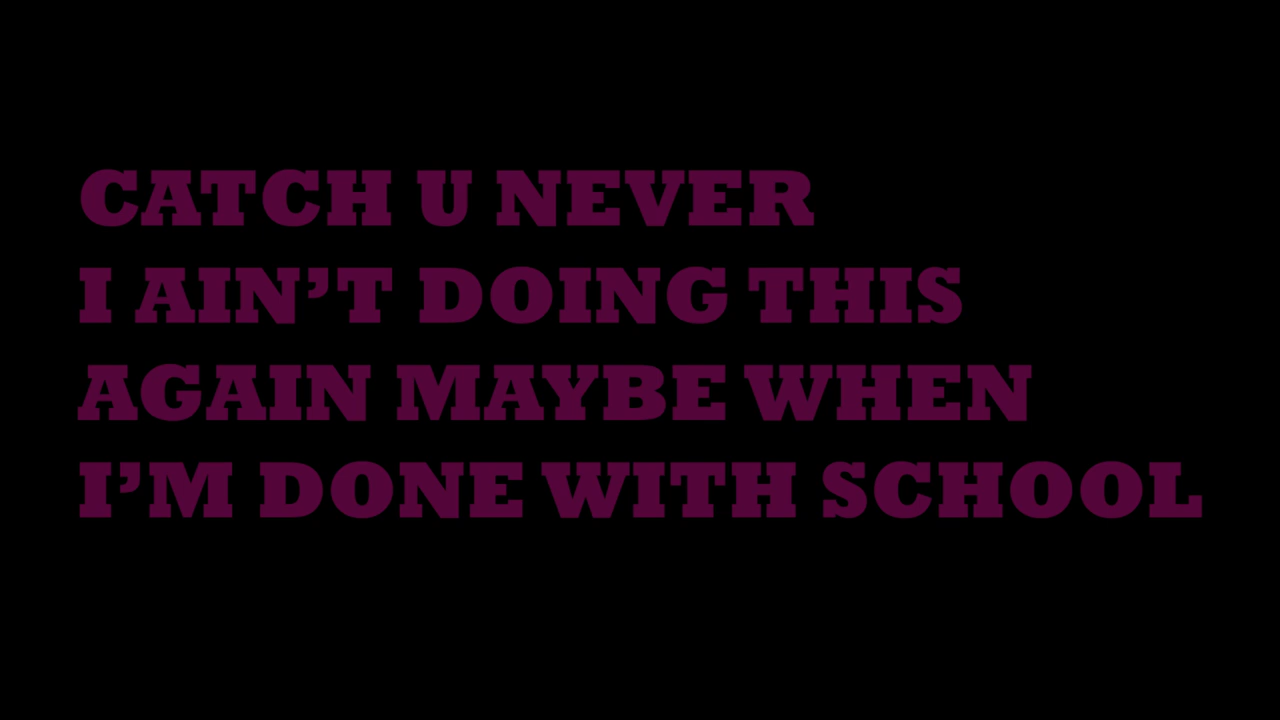 CATCH U NEVER
I AIN’T DOING THIS
AGAIN MAYBE WHEN
I’M DONE WITH SCHOOL